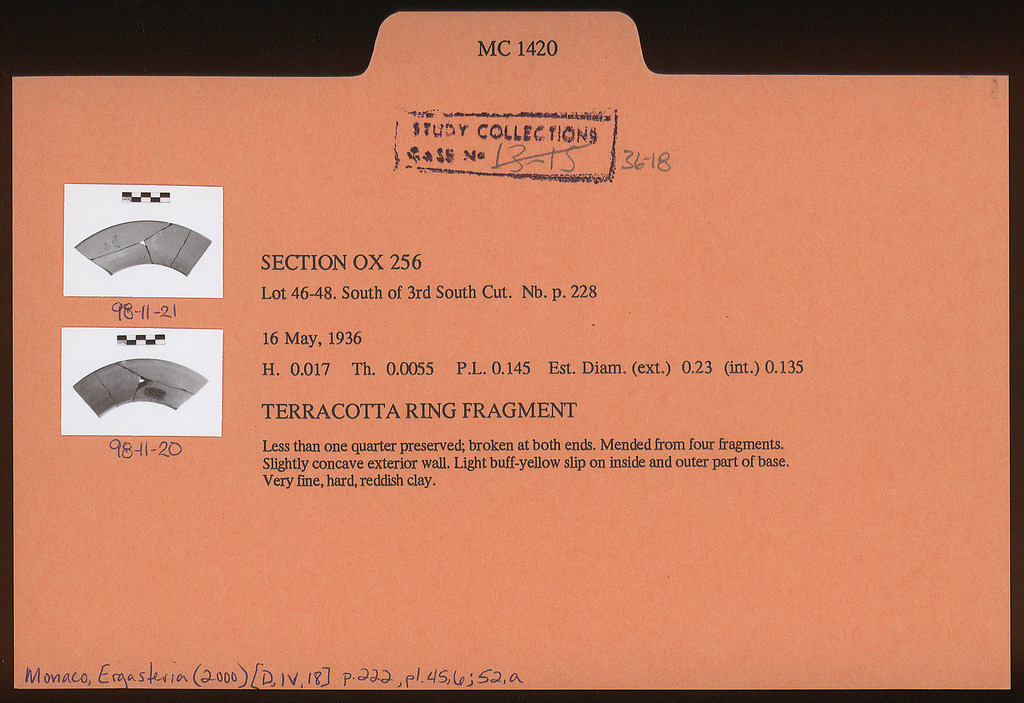 MC 1420
STUDY COLLECTIONS
CASE No 13-15 36-18
98-11-21
98-11-20
SECTION OX 256
Lot 46-48. South of 3rd South Cut. Nb. p. 228
16 May, 1936
H. 0.017 Th. 0.0055 P.L. 0.145 Est. Diam. (ext.) 0.23 (int.) 0.135
TERRACOTTA RING FRAGMENT
Less than one quarter preserved; broken at both ends. Mended from four fragments.
Slightly concave exterior wall. Light buff-yellow slip on inside and outer part of base.
Very fine, hard, reddish clay.
Monaco, Ergasteria (2000) [D, IV, 18] p.222, pl.45,6; 52,a